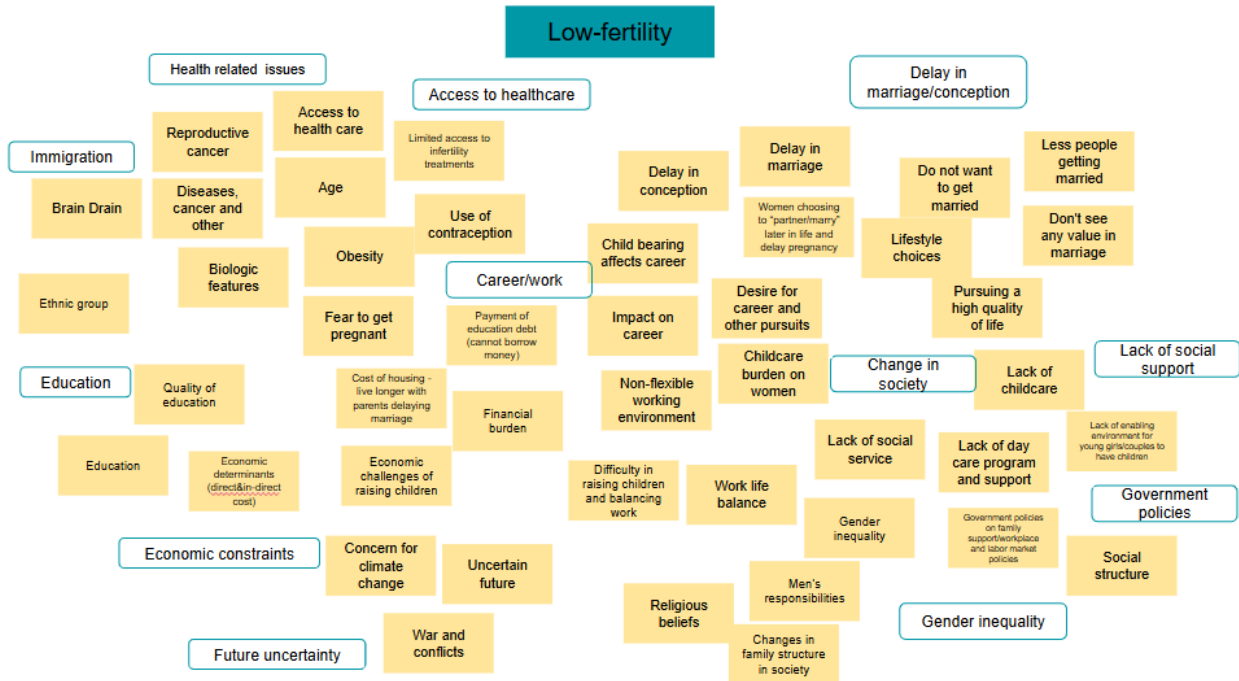 Low-fertility
Health related  issues
Access to healthcare
Delay in
marriage/conception
Immigration
Reproductive
cancer
Access to
health care
Limited access to
infertility
treatments
Brain Drain
Diseases,
cancer and
other
Age
Use of
contraception
Biologic
features
Obesity
Ethnic group
Fear to get
pregnant
Delay in
conception
Delay in
marriage
Women choosing
to "partner/marry"
later in life and
delay pregnancy
Do not want
to get
married
Less people
getting
married
Lifestyle
choices
Don't see
any value in
marriage
Pursuing a
high quality
of life
Child bearing
affects career
Career/work
Impact on
career
Desire for
career and
other pursuits
Payment of
education debt
(cannot borrow
money)
Childcare
burden on
women
Change in
society
Lack of
childcare
Lack of social
support
Education
Quality of
education
Cost of housing -
live longer with
parents delaying
marriage
Financial
burden
Non-flexible
working
environment
Education
Economic
determinants
(direct&in-direct
cost)
Economic
challenges of
raising children
Difficulty in
raising children
and balancing
work
Work life
balance
Lack of social
service
Lack of day
care program
and support
Lack of enabling
environment for
young girls/couples to
have children
Government
policies
Gender
inequality
Government policies
on family
support/workplace
and labor market
policies
Social
structure
Economic constraints
Concern for
climate
change
Uncertain
future
Men's
responsibilities
Religious
beliefs
Gender inequality
Future uncertainty
War and
conflicts
Changes in
family structure
in society